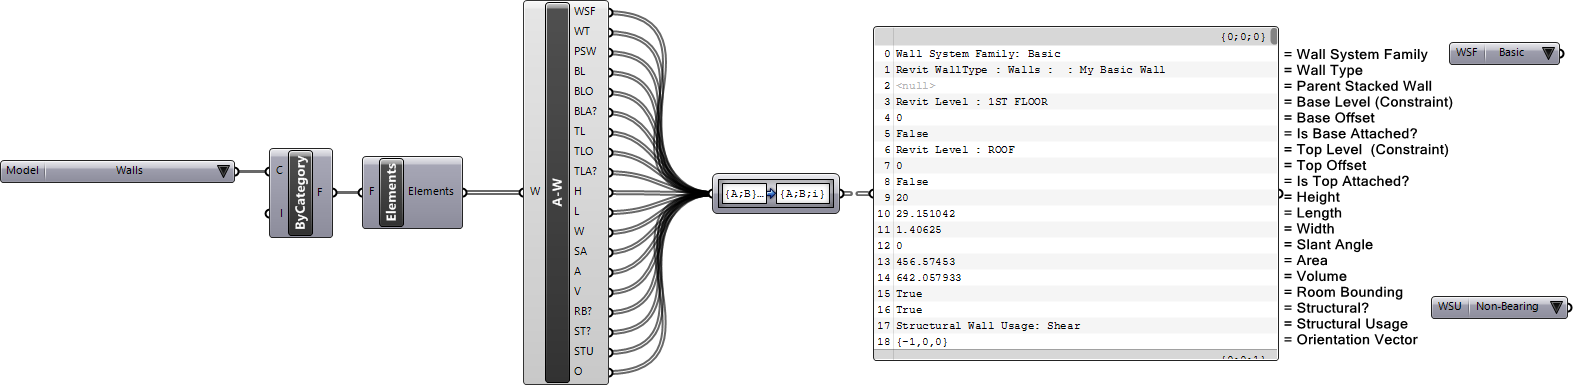 Model Walls
C
I
ByCategory
F
F
Elements
Elements
W
A-W
WSF
WT
PSW
BL
BLO
BLA?
TL
TLO
TLA?
H
L
W
SA
A
V
RB?
ST?
STU
O
{A;B}... {A;B;i}
{0;0;0}
0 Wall System Family: Basic
1 Revit WallType : Walls :  : My Basic Wall
2 <null>
3 Revit Level : 1ST FLOOR
4 0
5 False
6 Revit Level : ROOF
7 0
8 False
9 20
10 29.151042
11 1.40625
12 0
13 456.57453
14 642.057933
15 True
16 True
17 Structural Wall Usage: Shear
18 {-1,0,0}
{0;0;1}
= Wall System Family
= Wall Type
= Parent Stacked Wall
= Base Level (Constraint)
= Base Offset
= Is Base Attached?
= Top Level  (Constraint)
= Top Offset
= Is Top Attached?
= Height
= Length
= Width
= Slant Angle
= Area
= Volume
= Room Bounding
= Structural?
= Structural Usage
= Orientation Vector
WSF Basic
WSU Non-Bearing